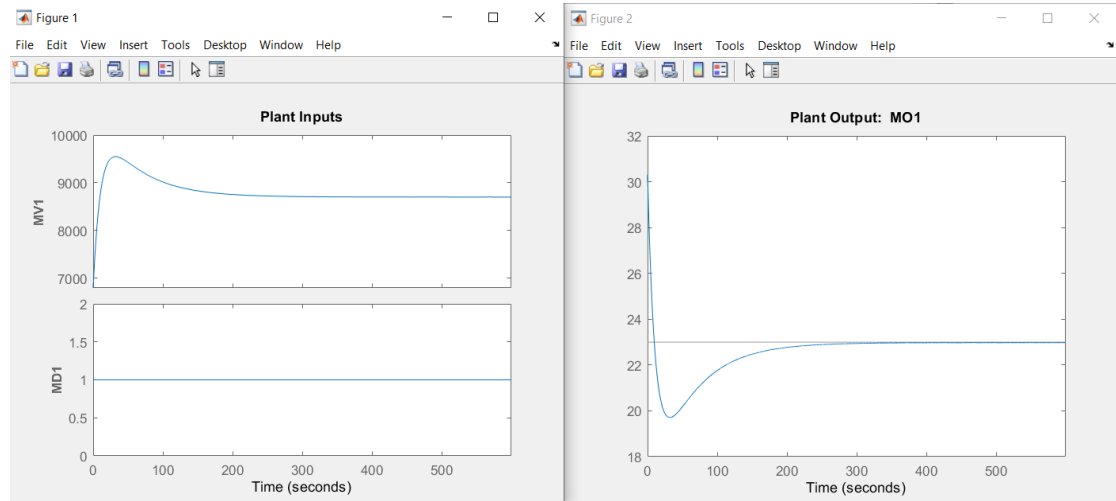 Figure 1
File Edit View Insert Tools Desktop Window Help
Plant Inputs
10000
9000
8000
7000
MV1
2
1.5
1
0.5
0
MD1
0 100 200 300 400 500
Time (seconds)
Figure 2
File Edit View Insert Tools Desktop Window Help
Plant Output: MO1
32
30
28
26
24
22
20
18
0 100 200 300 400 500
Time (seconds)